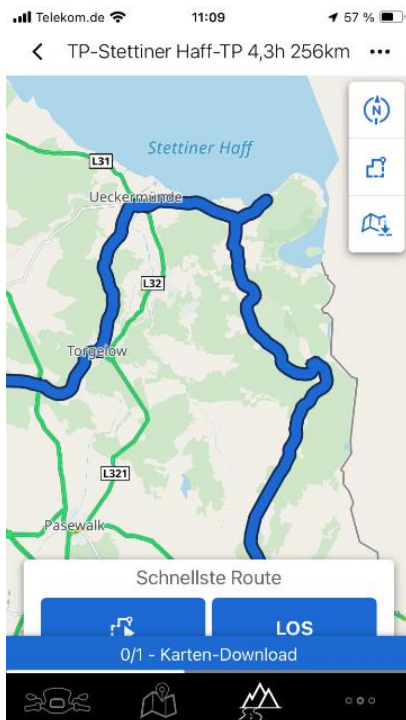 Telekom.de 11:09 57 %
TP-Stettiner Haff-TP 4,3h 256km
N
Stettiner Haff
L31
Ueckermünde
L32
Torgelow
L321
Pasewalk
Schnellste Route
LOS
0/1 - Karten-Download